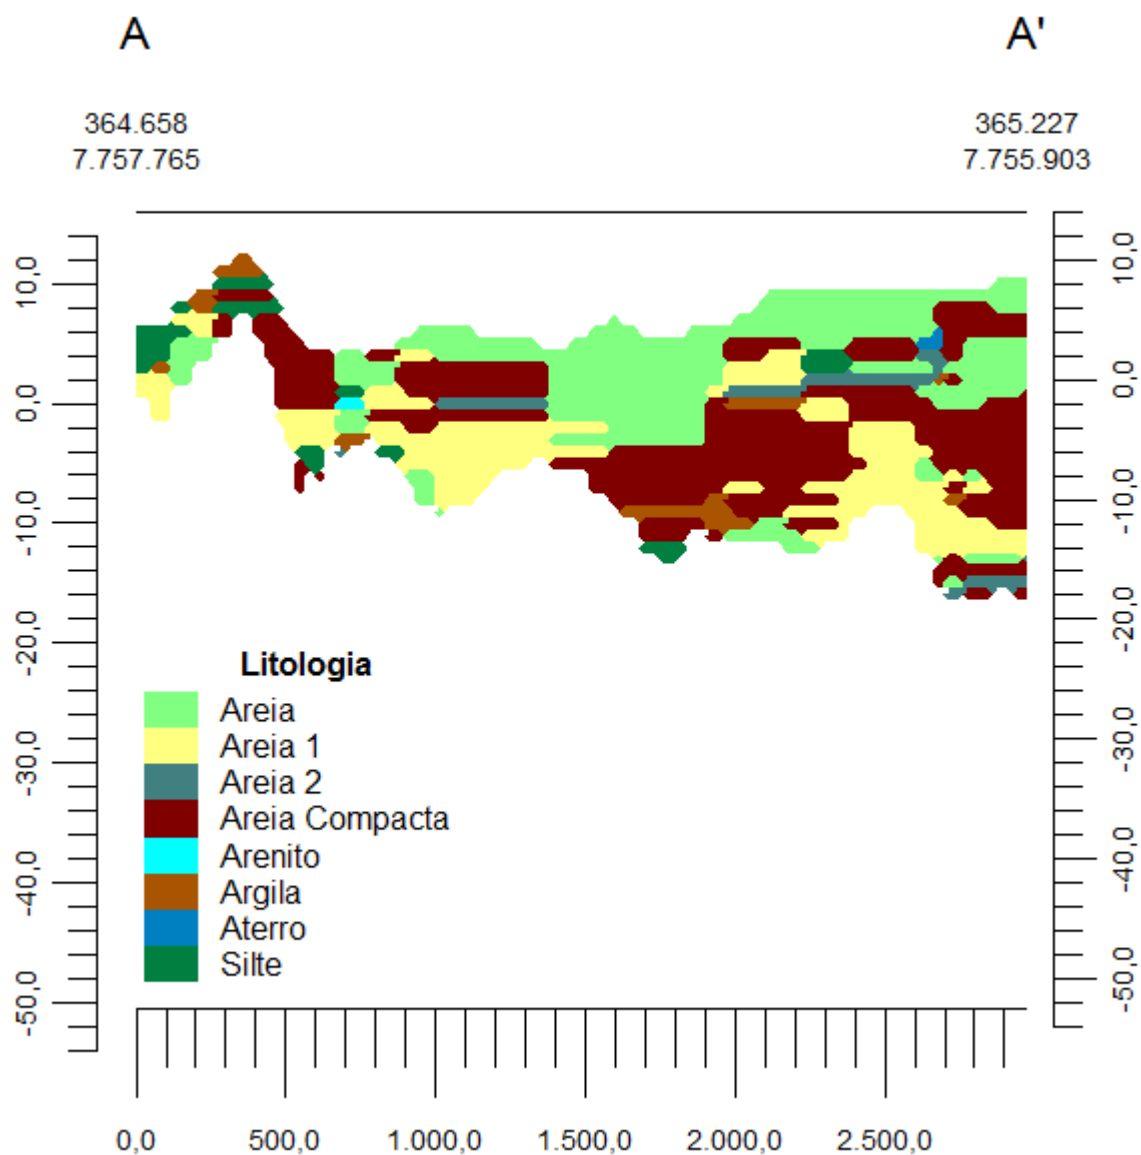 A A'
364.658 365.227
7.757.765 7.755.903
10,0 10,0
0,0 0,0
-10,0 -10,0
-20,0 -20,0
-30,0 -30,0
-40,0 -40,0
-50,0 -50,0
Litologia
Areia
Areia 1
Areia 2
Areia Compacta
Arenito
Argila
Aterro
Silte
0,0 500,0 1.000,0 1.500,0 2.000,0 2.500,0